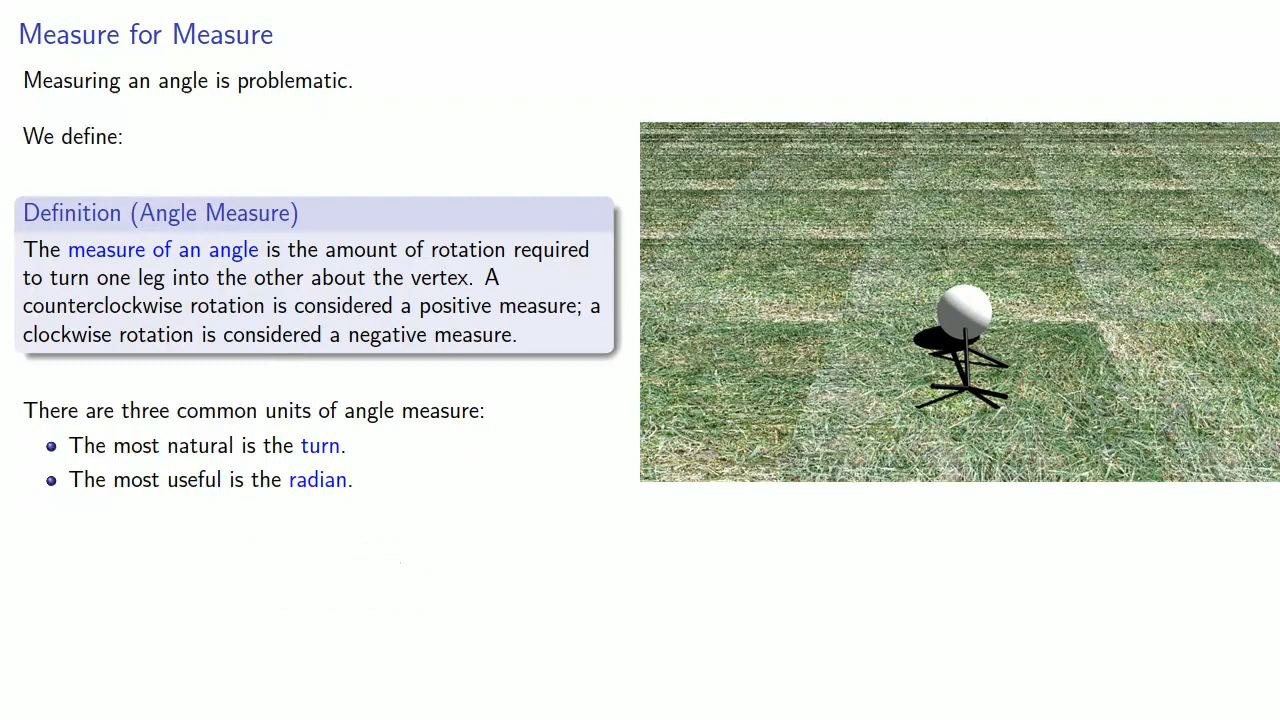 Measure for Measure
Measuring an angle is problematic.
We define:
Definition (Angle Measure)
The measure of an angle is the amount of rotation required
to turn one leg into the other about the vertex. A
counterclockwise rotation is considered a positive measure; a
clockwise rotation is considered a negative measure.
There are three common units of angle measure:
The most natural is the turn.
The most useful is the radian.